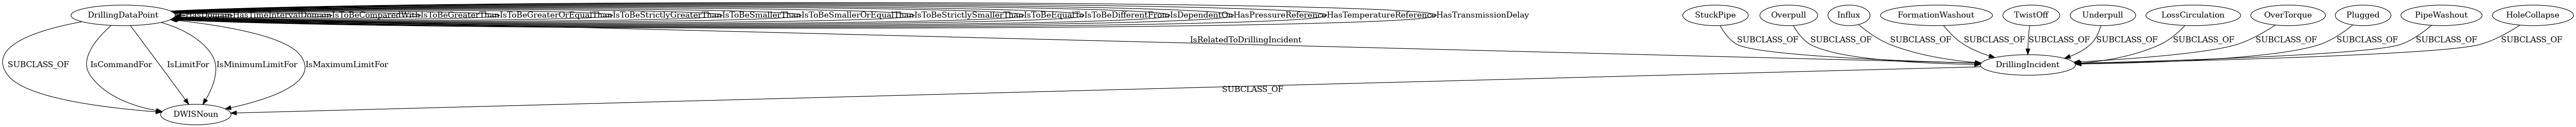 DrillingDataPoint
HasTimeIntervalDomain
IsToBeComparedWith
IsToBeGreaterThan
IsToBeGreaterOrEqualThan
IsToBeStrictlyGreaterThan
IsToBeSmallerThan
IsToBeSmallerOrEqualThan
IsToBeStrictlySmallerThan
IsToBeEqualTo
IsToBeDifferentFrom
IsDependentOn
HasPressureReference
HasTemperatureReference
HasTransmissionDelay
StuckPipe
Overpull
Influx
FormationWashout
TwistOff
Underpull
LossCirculation
OverTorque
Plugged
PipeWashout
HoleCollapse
IsRelatedToDrillingIncident
SUBCLASS_OF
SUBCLASS_OF
SUBCLASS_OF
SUBCLASS_OF
SUBCLASS_OF
SUBCLASS_OF
SUBCLASS_OF
SUBCLASS_OF
SUBCLASS_OF
SUBCLASS_OF
SUBCLASS_OF
SUBCLASS_OF
IsCommandFor
IsLimitFor
IsMinimumLimitFor
IsMaximumLimitFor
DrillingIncident
SUBCLASS_OF
DWISNoun